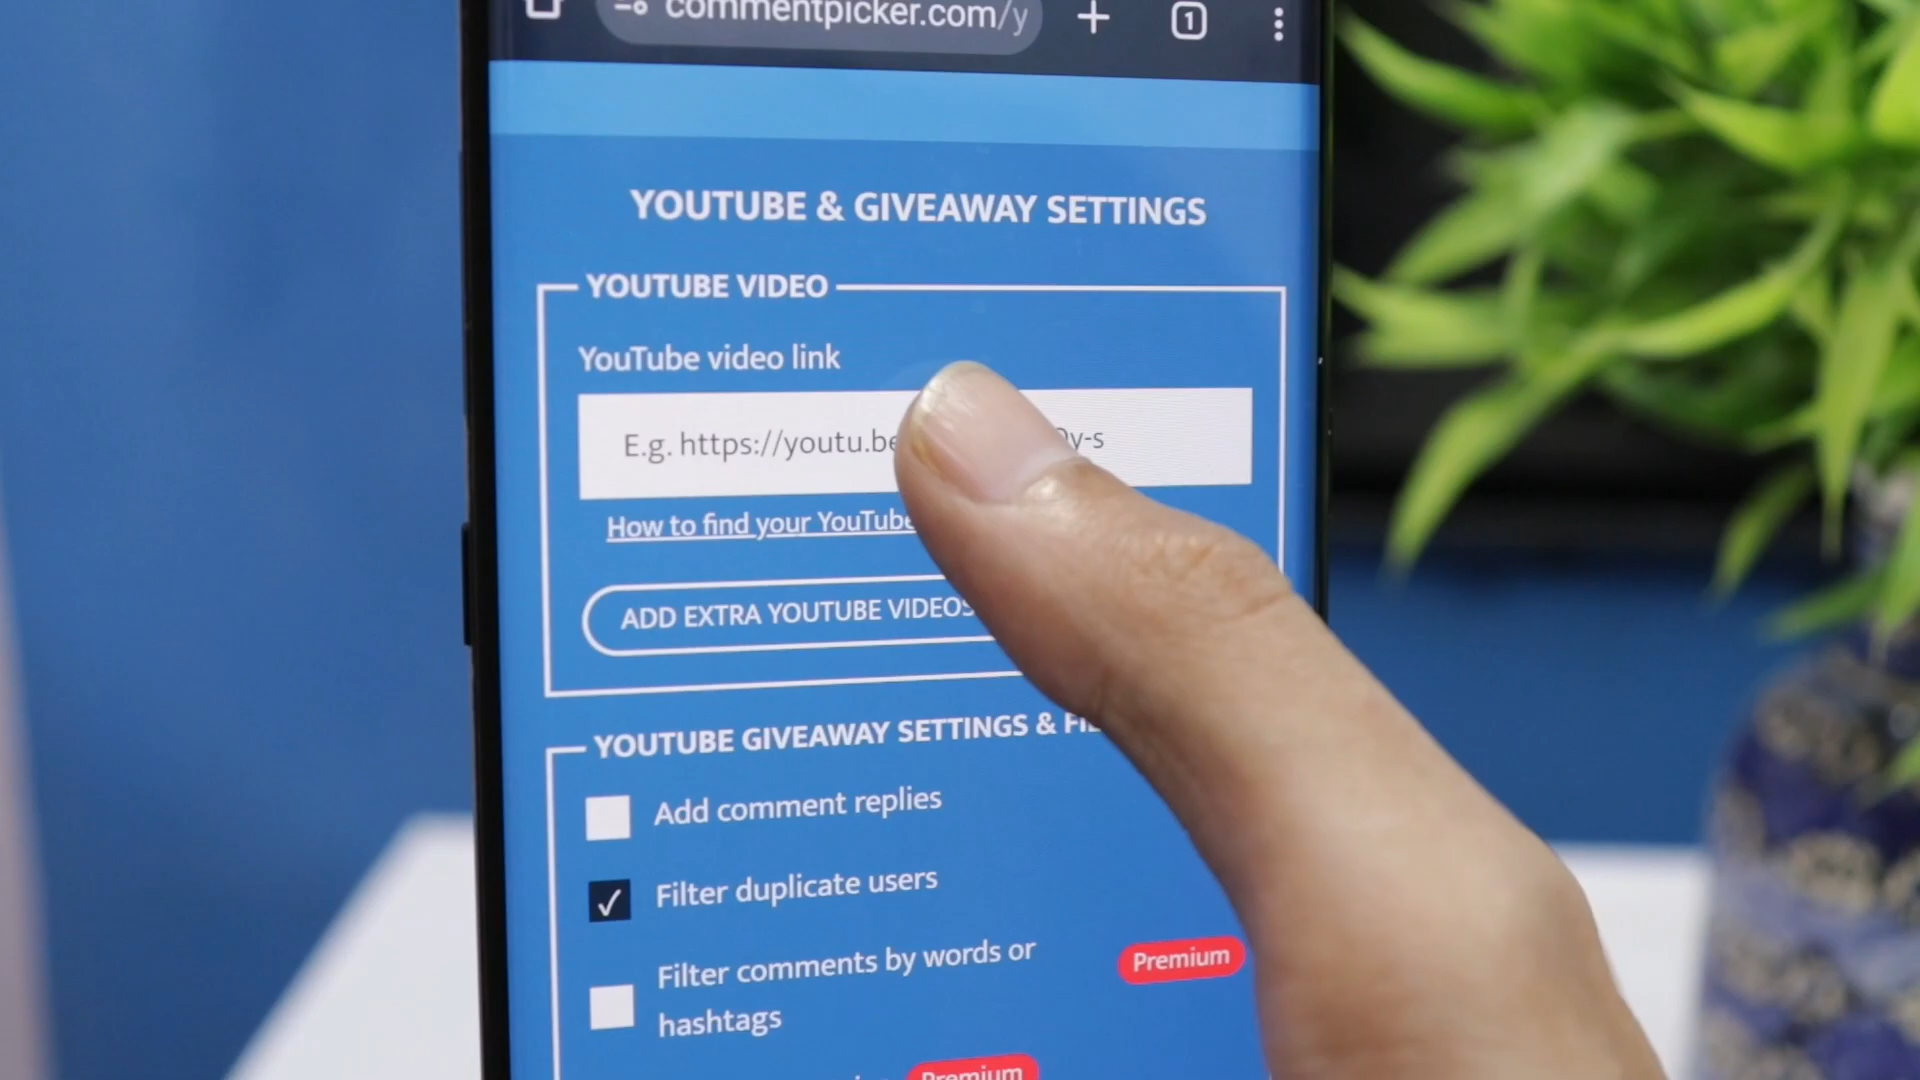 commentpicker.com/y
1
YOUTUBE & GIVEAWAY SETTINGS
YOUTUBE VIDEO
YouTube video link
E.g. https://youtu.be y-s
How to find your YouTube
ADD EXTRA YOUTUBE VIDEOS
YOUTUBE GIVEAWAY SETTINGS &
Add comment replies
✓ Filter duplicate users
Filter comments by words or
hashtags
Premium
Premium